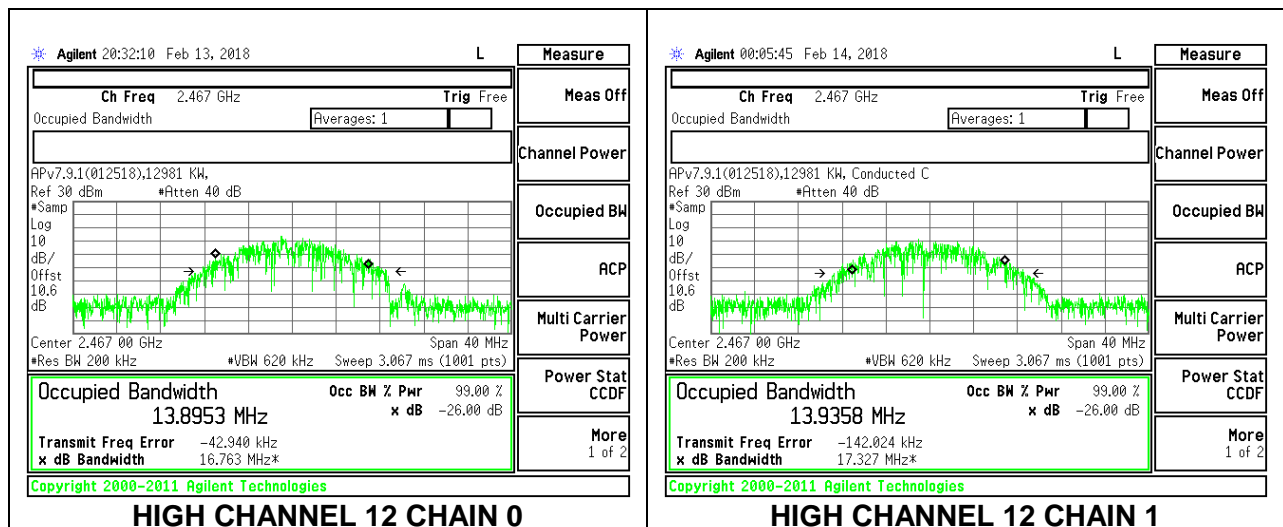 Agilent 20:32:10 Feb 13, 2018 L
Measure
Ch Freq 2.467 GHz Trig Free
Occupied Bandwidth Averages: 1
APv7.9.1(012518),12981 KW,
Ref 30 dBm #Atten 40 dB
#Samp
Log
10
dB/
Offst
10.6
dB
Center 2.467 00 GHz Span 40 MHz
#Res BW 200 kHz #VBW 620 kHz Sweep 3.067 ms (1001 pts)
Occupied Bandwidth Occ BW % Pwr 99.00 %
13.8953 MHz x dB -26.00 dB
Transmit Freq Error -42.940 kHz
x dB Bandwidth 16.763 MHz*
Copyright 2000-2011 Agilent Technologies
Meas Off
Channel Power
Occupied BW
ACP
Multi Carrier
Power
Power Stat
CCDF
More
1 of 2
HIGH CHANNEL 12 CHAIN 0
Agilent 00:05:45 Feb 14, 2018 L
Measure
Ch Freq 2.467 GHz Trig Free
Occupied Bandwidth Averages: 1
APv7.9.1(012518),12981 KW, Conducted C
Ref 30 dBm #Atten 40 dB
#Samp
Log
10
dB/
Offst
10.6
dB
Center 2.467 00 GHz Span 40 MHz
#Res BW 200 kHz #VBW 620 kHz Sweep 3.067 ms (1001 pts)
Occupied Bandwidth Occ BW % Pwr 99.00 %
13.9358 MHz x dB -26.00 dB
Transmit Freq Error -142.024 kHz
x dB Bandwidth 17.327 MHz*
Copyright 2000-2011 Agilent Technologies
Meas Off
Channel Power
Occupied BW
ACP
Multi Carrier
Power
Power Stat
CCDF
More
1 of 2
HIGH CHANNEL 12 CHAIN 1